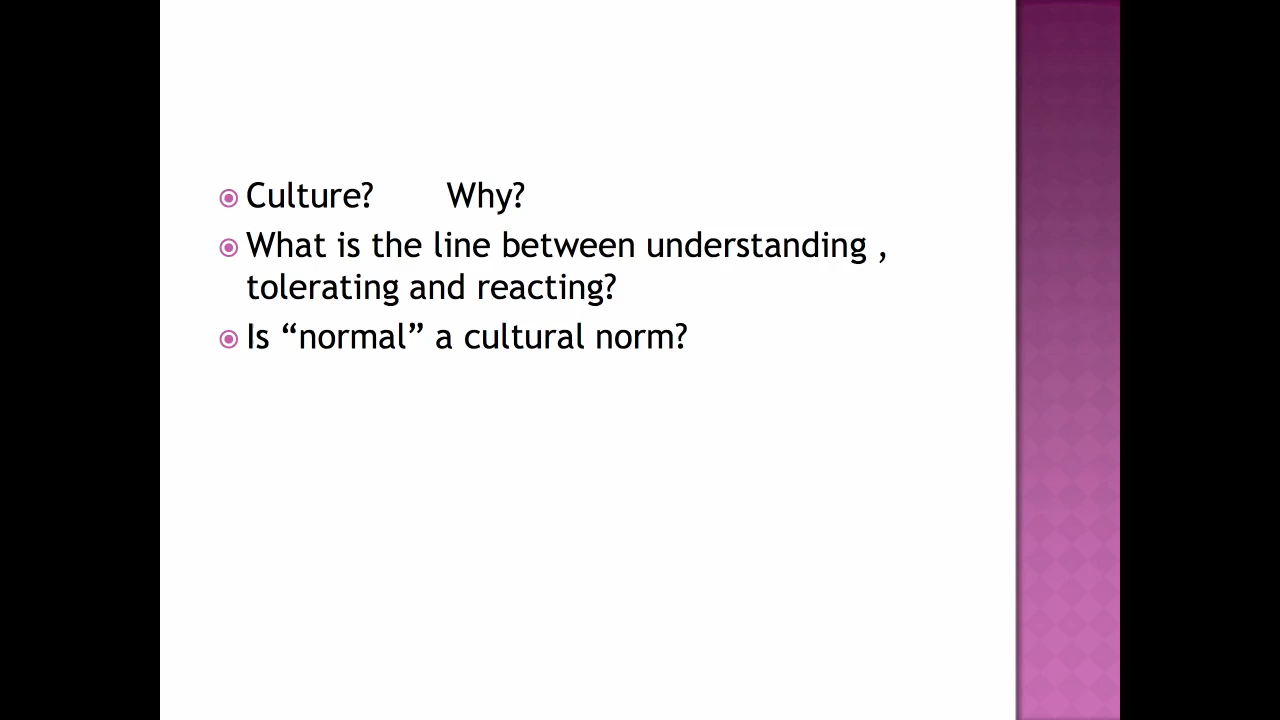 Culture? Why?
What is the line between understanding ,
tolerating and reacting?
Is “normal” a cultural norm?